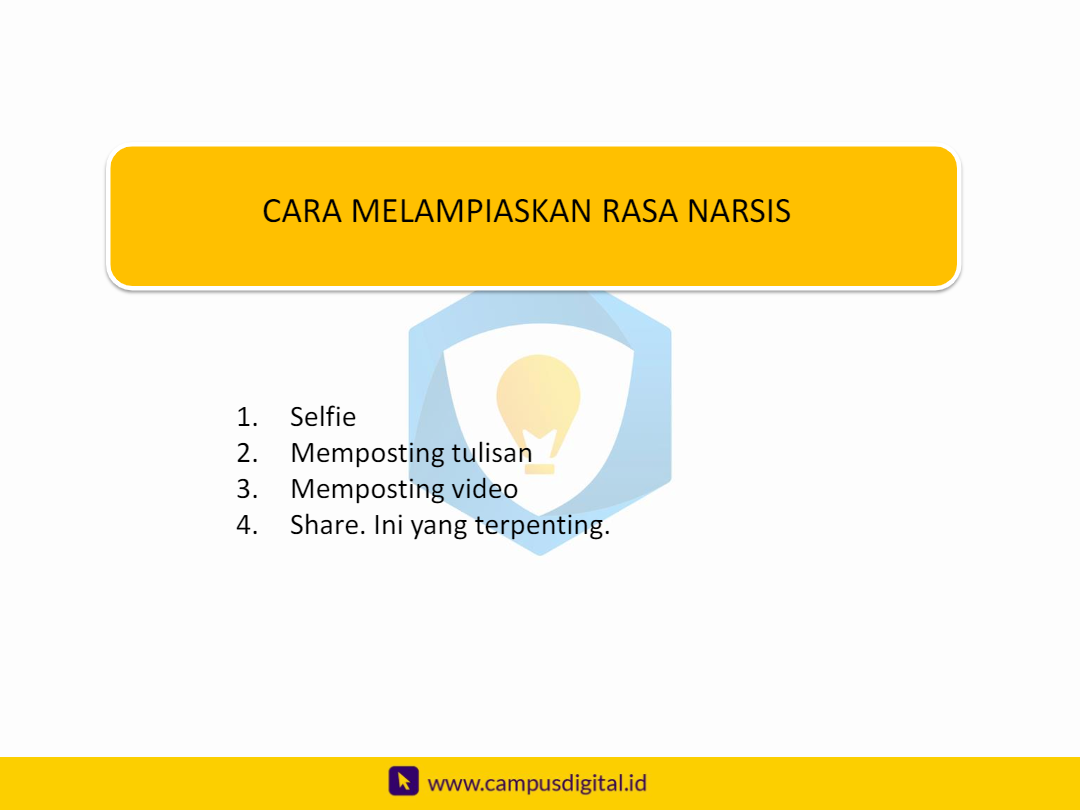 CARA MELAMPIASKAN RASA NARSIS
1. Selfie
2. Memposting tulisan
3. Memposting video
4. Share. Ini yang terpenting.
www.campusdigital.id